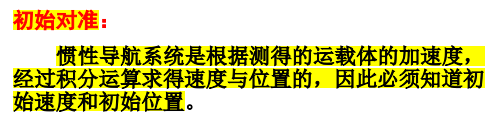 初始对准：
惯性导航系统是根据测得的运载体的加速度，
经过积分运算求得速度与位置的，因此必须知道初
始速度和初始位置。